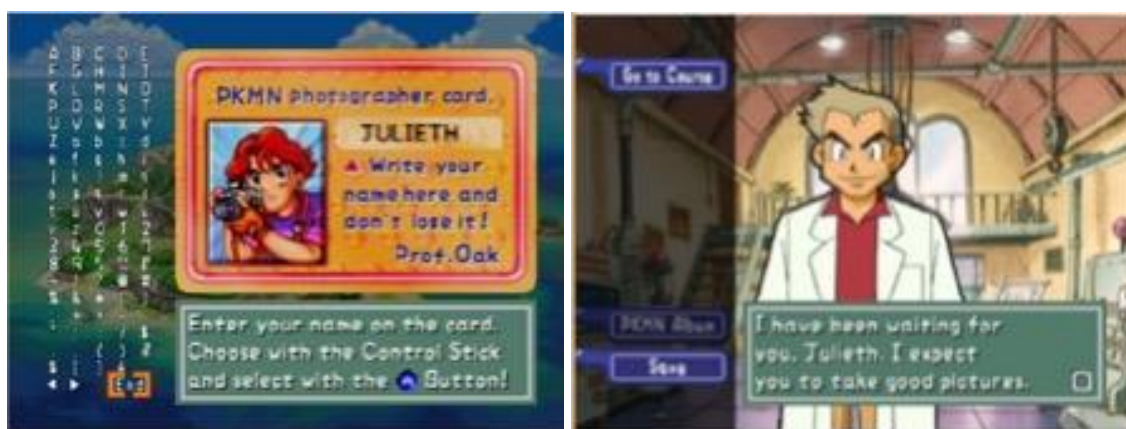 PKMN photographer card.
JULIETH
▲ Write your
name here and
don't lose it!
Prof.Oak
Enter your name on the card.
Choose with the Control Stick
and select with the A Button!
End
Go to Course
PKMN Album
Save
I have been waiting for
you, Julieth. I expect
you to take good pictures.